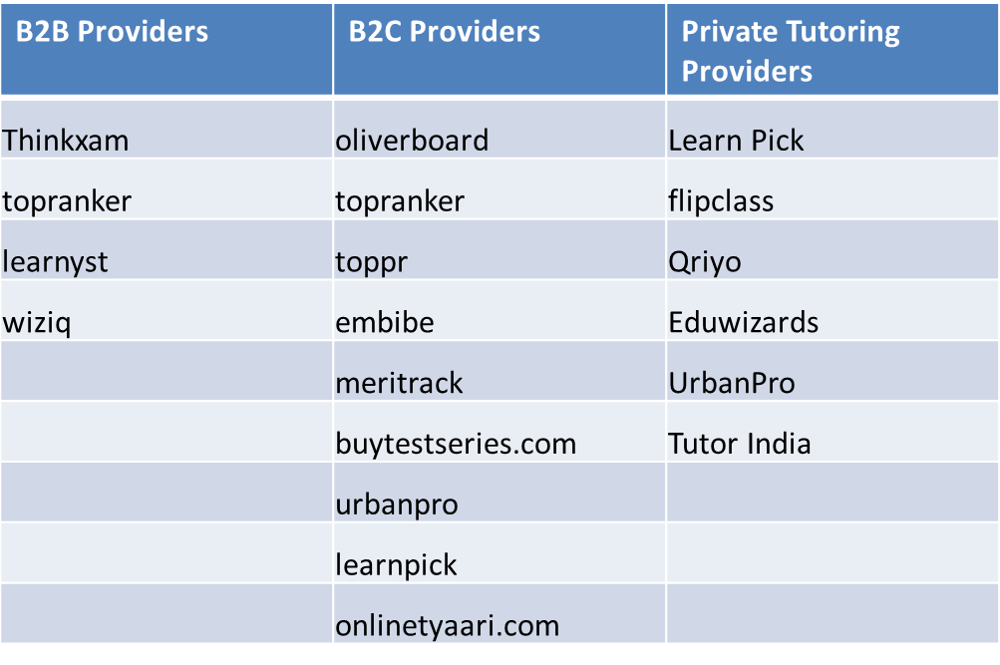 B2B Providers B2C Providers Private Tutoring
Providers
Thinkxam oliverboard Learn Pick
topranker topranker flipclass
learnyst toppr Qriyo
wiziq embibe Eduwizards
meritrack UrbanPro
buytestseries.com Tutor India
urbanpro
learnpick
onlinetyaari.com